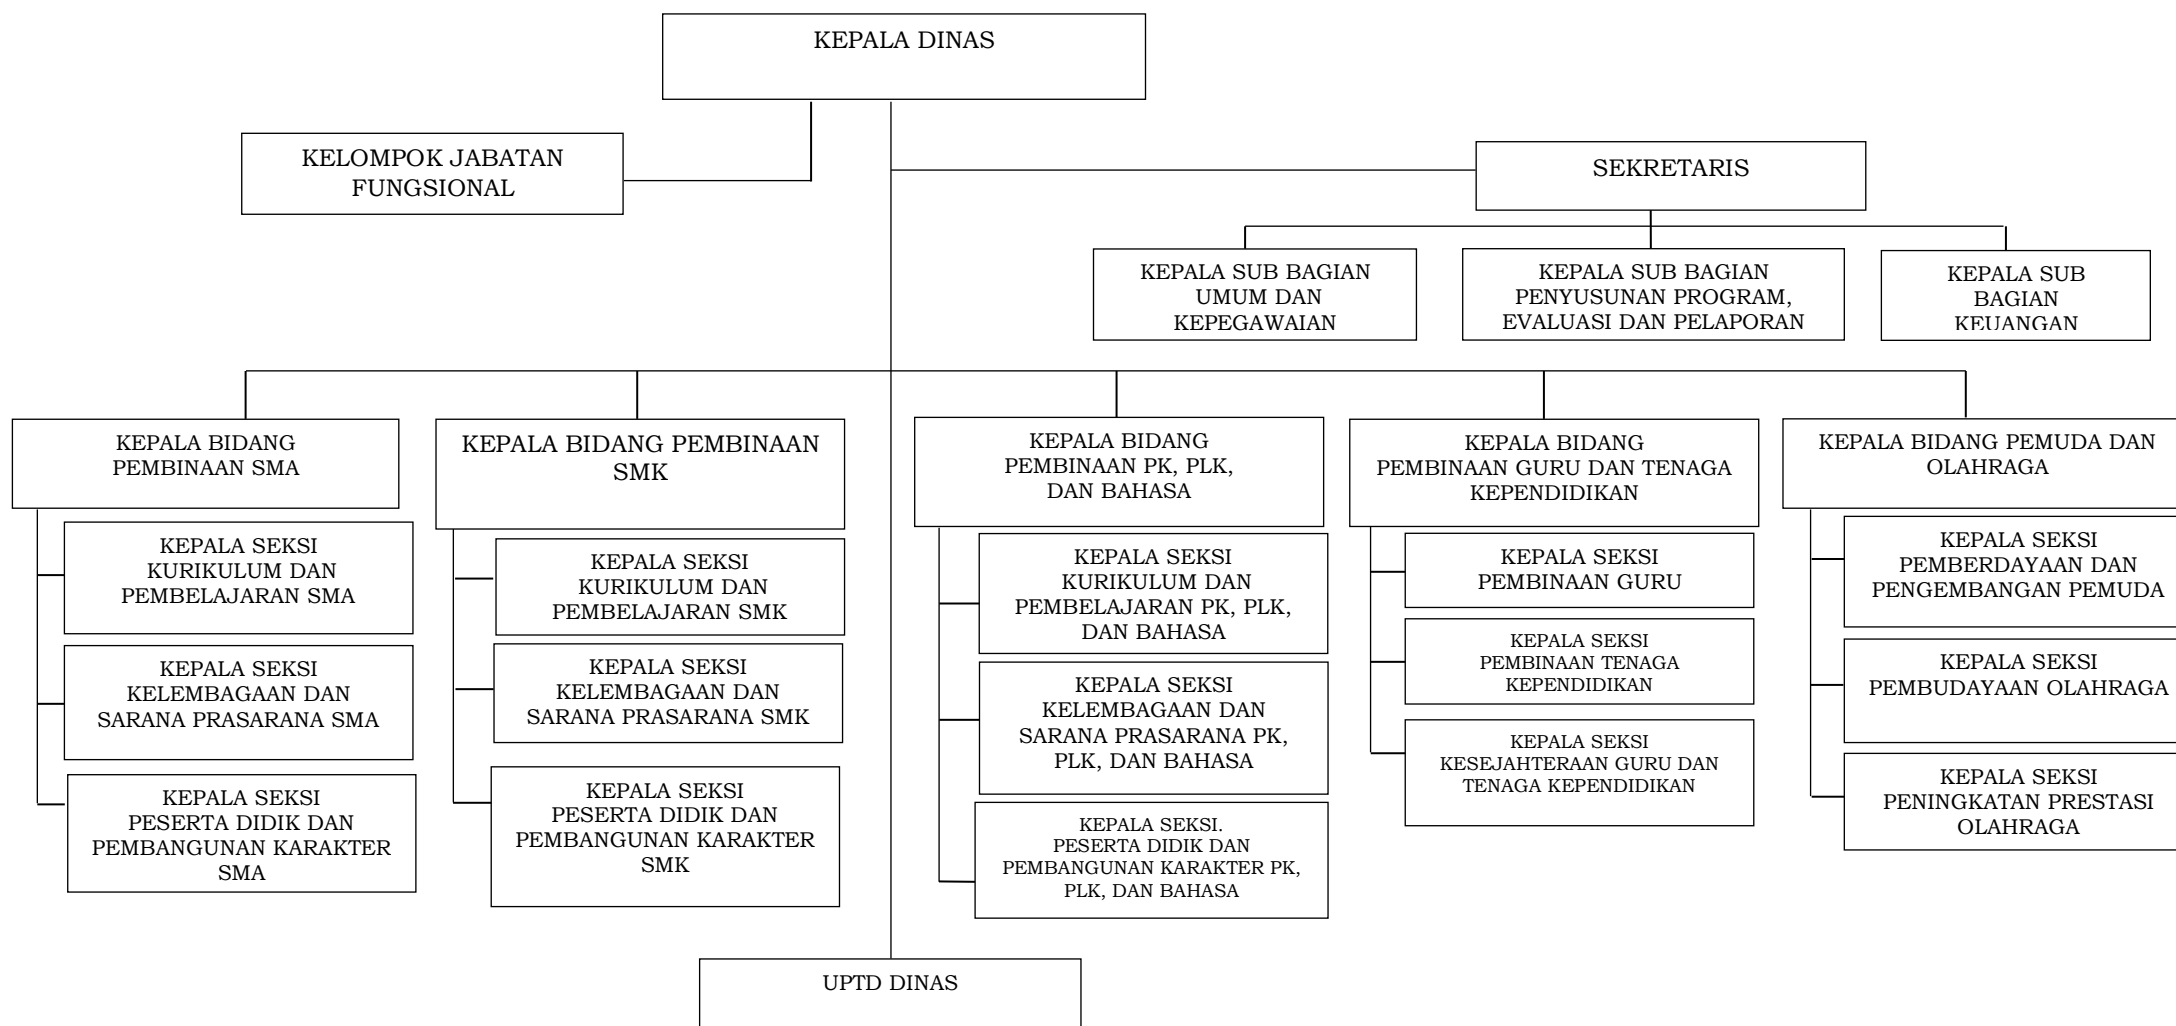 KEPALA DINAS
KELOMPOK JABATAN
FUNGSIONAL
SEKRETARIS
KEPALA SUB BAGIAN
UMUM DAN
KEPEGAWAIAN
KEPALA SUB BAGIAN
PENYUSUNAN PROGRAM,
EVALUASI DAN PELAPORAN
KEPALA SUB
BAGIAN
KEUANGAN
KEPALA BIDANG
PEMBINAAN SMA
KEPALA SEKSI
KURIKULUM DAN
PEMBELAJARAN SMA
KEPALA SEKSI
KELEMBAGAAN DAN
SARANA PRASARANA SMA
KEPALA SEKSI
PESERTA DIDIK DAN
PEMBANGUNAN KARAKTER
SMA
KEPALA BIDANG PEMBINAAN
SMK
KEPALA SEKSI
KURIKULUM DAN
PEMBELAJARAN SMK
KEPALA SEKSI
KELEMBAGAAN DAN
SARANA PRASARANA SMK
KEPALA SEKSI
PESERTA DIDIK DAN
PEMBANGUNAN KARAKTER
SMK
KEPALA BIDANG
PEMBINAAN PK, PLK,
DAN BAHASA
KEPALA SEKSI
KURIKULUM DAN
PEMBELAJARAN PK, PLK,
DAN BAHASA
KEPALA SEKSI
KELEMBAGAAN DAN
SARANA PRASARANA PK,
PLK, DAN BAHASA
KEPALA SEKSI.
PESERTA DIDIK DAN
PEMBANGUNAN KARAKTER PK,
PLK, DAN BAHASA
KEPALA BIDANG
PEMBINAAN GURU DAN TENAGA
KEPENDIDIKAN
KEPALA SEKSI
PEMBINAAN GURU
KEPALA SEKSI
PEMBINAAN TENAGA
KEPENDIDIKAN
KEPALA SEKSI
KESEJAHTERAAN GURU DAN
TENAGA KEPENDIDIKAN
KEPALA BIDANG PEMUDA DAN
OLAHRAGA
KEPALA SEKSI
PEMBERDAYAAN DAN
PENGEMBANGAN PEMUDA
KEPALA SEKSI
PEMBUDAYAAN OLAHRAGA
KEPALA SEKSI
PENINGKATAN PRESTASI
OLAHRAGA
UPTD DINAS